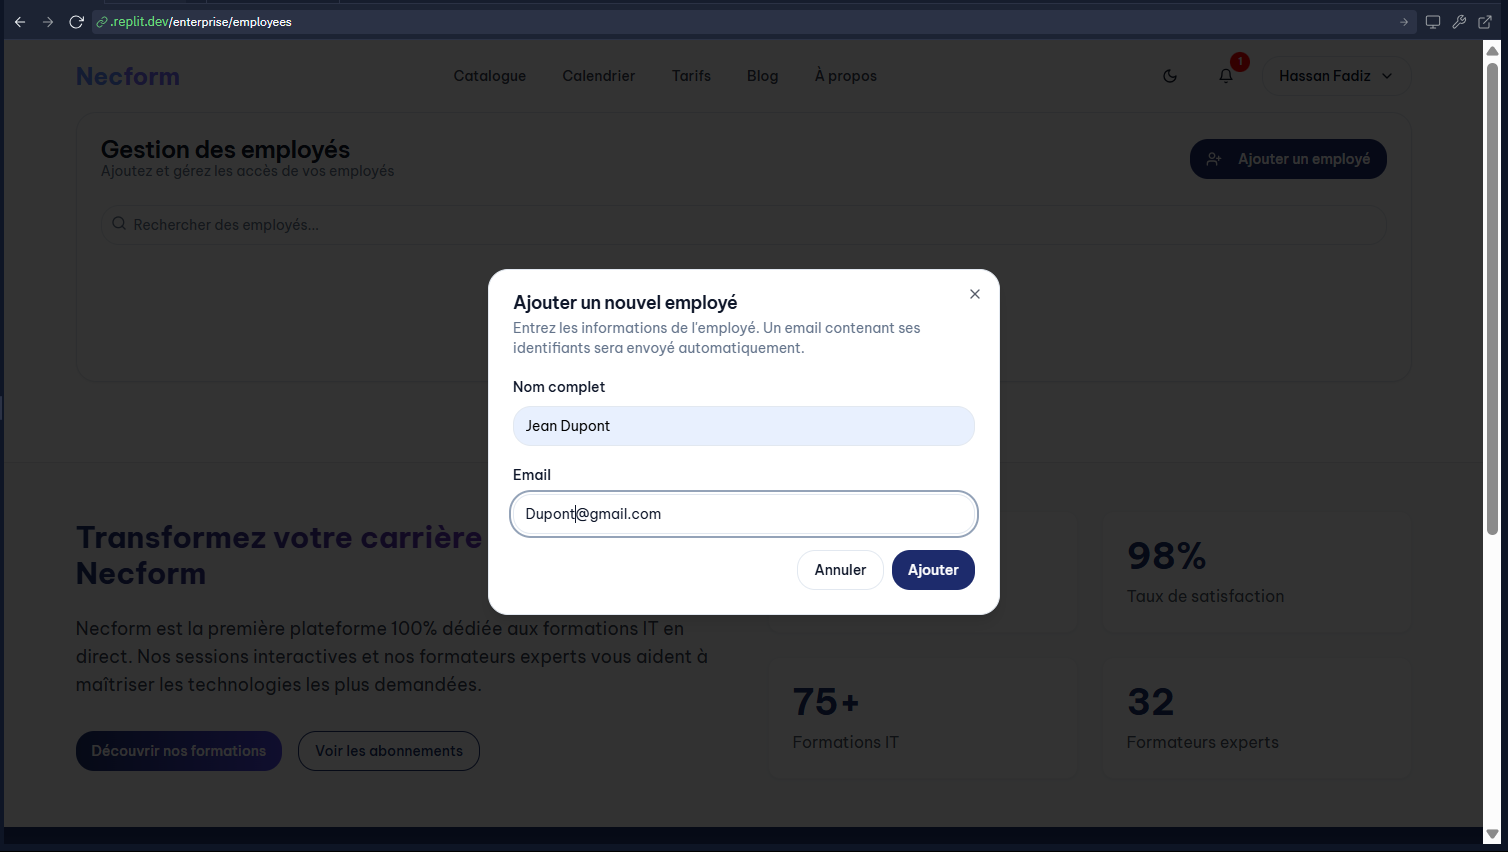 .replit.dev/enterprise/employees
Necform
Catalogue Calendrier Tarifs Blog À propos
1
Hassan Fadiz
Gestion des employés
Ajoutez et gérez les accès de vos employés
Ajouter un employé
Rechercher des employés...
Ajouter un nouvel employé
Entrez les informations de l'employé. Un email contenant ses
identifiants sera envoyé automatiquement.
Nom complet
Jean Dupont
Email
Dupont@gmail.com
Annuler
Ajouter
Transformez votre carrière
Necform
Necform est la première plateforme 100% dédiée aux formations IT en
direct. Nos sessions interactives et nos formateurs experts vous aident à
maîtriser les technologies les plus demandées.
Découvrir nos formations
Voir les abonnements
98%
Taux de satisfaction
75+
Formations IT
32
Formateurs experts